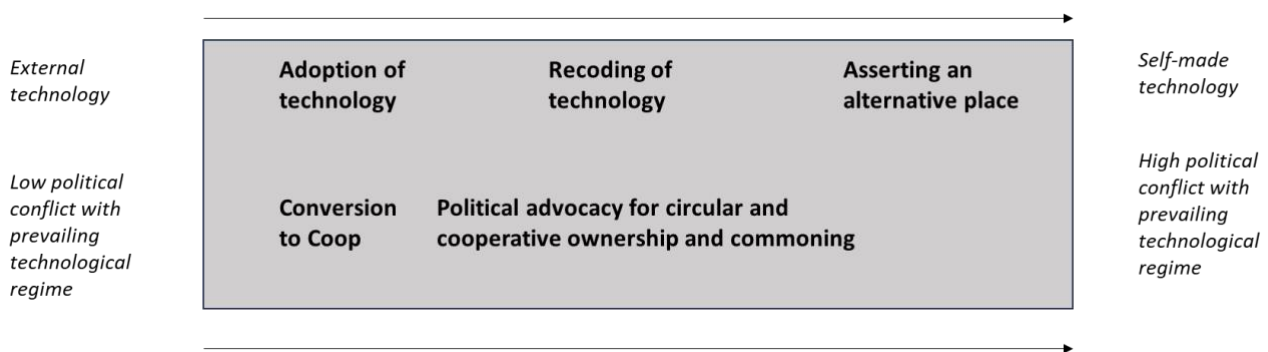 External
technology
Adoption of
technology
Recoding of
technology
Asserting an
alternative place
Self-made
technology
Low political
conflict with
prevailing
technological
regime
Conversion
to Coop
Political advocacy for circular and
cooperative ownership and commoning
High political
conflict with
prevailing
technological
regime